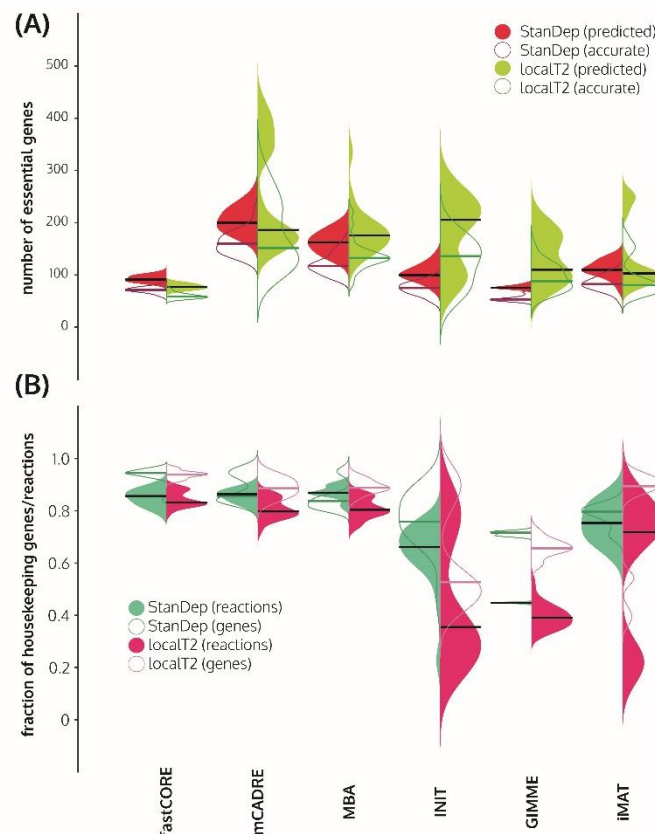 (A)
StanDep (predicted)
StanDep (accurate)
localT2 (predicted)
localT2 (accurate)
number of essential genes
500
400
300
200
100
0
(B)
fraction of housekeeping genes/reactions
1.0
0.8
0.6
0.4
0.2
0
StanDep (reactions)
StanDep (genes)
localT2 (reactions)
localT2 (genes)
fastCORE
mCADRE
MBA
INIT
GIMME
iMAT